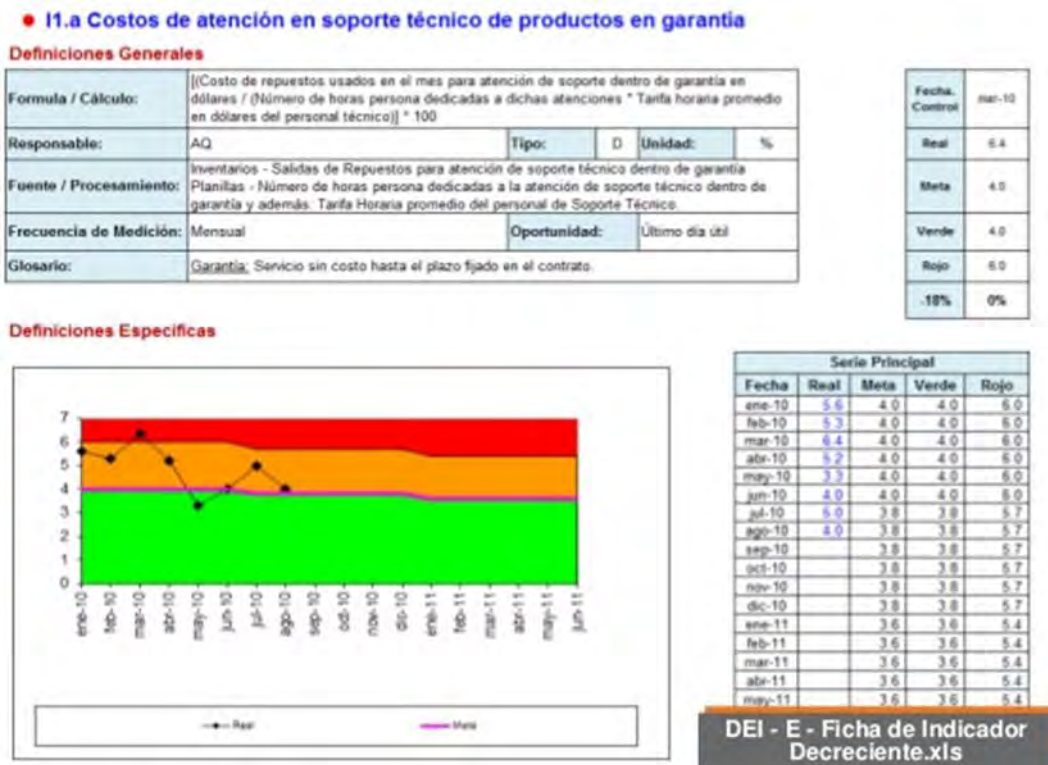 I1.a Costos de atención en soporte técnico de productos en garantía
Definiciones Generales
Formula / Cálculo:
[(Costo de repuestos usados en el mes para atención de soporte dentro de garantía en
dólares / (Número de horas persona dedicadas a dichas atenciones * Tarifa horaria promedio
en dólares del personal técnico)] * 100
Responsable: AQ Tipo: D Unidad: %
Fuente / Procesamiento:
Inventarios - Salidas de Repuestos para atención de soporte técnico dentro de garantía
Planillas - Número de horas persona dedicadas a la atención de soporte técnico dentro de
garantía y además: Tarifa Horaria promedio del personal de Soporte Técnico.
Frecuencia de Medición: Mensual Oportunidad: Último día útil
Glosario: Garantía: Servicio sin costo hasta el plazo fijado en el contrato.
Fecha. Control mar-10
Real 6.4
Meta 4.0
Verde 4.0
Rojo 6.0
-18% 0%
Definiciones Específicas
7
6
5
4
3
2
1
0
ene-10 feb-10 mar-10 abr-10 may-10 jun-10 jul-10 ago-10 sep-10 oct-10 nov-10 dic-10 ene-11 feb-11 mar-11 abr-11 may-11 jun-11
Real Meta
Serie Principal
Fecha Real Meta Verde Rojo
ene-10 5.6 4.0 4.0 6.0
feb-10 5.3 4.0 4.0 6.0
mar-10 6.4 4.0 4.0 6.0
abr-10 5.2 4.0 4.0 6.0
may-10 3.3 4.0 4.0 6.0
jun-10 4.0 4.0 4.0 6.0
jul-10 5.0 3.8 3.8 5.7
ago-10 4.0 3.8 3.8 5.7
sep-10 3.8 3.8 5.7
oct-10 3.8 3.8 5.7
nov-10 3.8 3.8 5.7
dic-10 3.8 3.8 5.7
ene-11 3.6 3.6 5.4
feb-11 3.6 3.6 5.4
mar-11 3.6 3.6 5.4
abr-11 3.6 3.6 5.4
may-11 3.6 3.6 5.4
DEI - E - Ficha de Indicador
Decreciente.xls